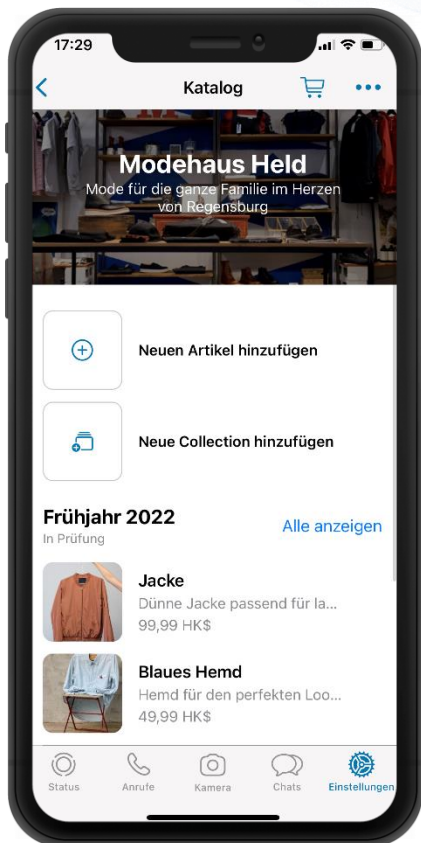 17:29
Katalog
Modehaus Held
Mode für die ganze Familie im Herzen
von Regensburg
Neuen Artikel hinzufügen
Neue Collection hinzufügen
Frühjahr 2022
Alle anzeigen
In Prüfung
Jacke
Dünne Jacke passend für la...
99,99 HK$
Blaues Hemd
Hemd für den perfekten Loo...
49,99 HK$
Status Anrufe Kamera Chats Einstellungen